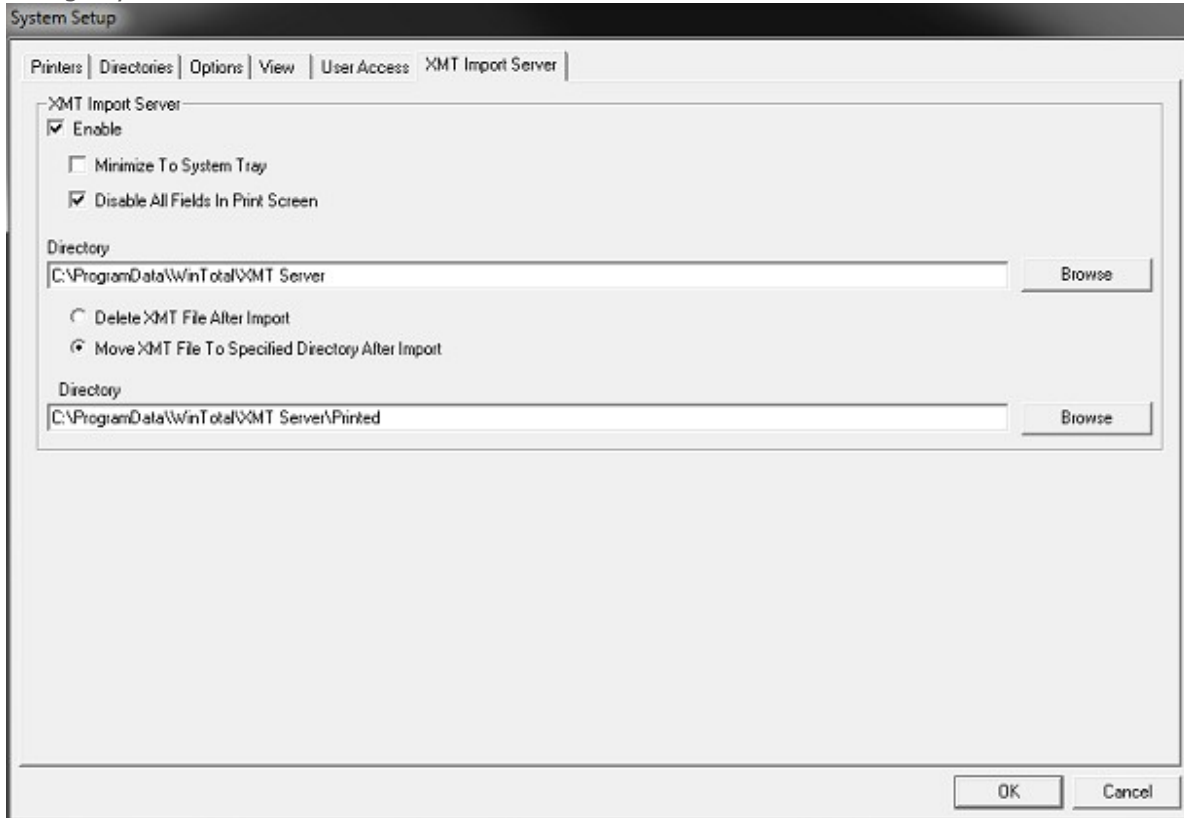 System Setup
Printers Directories Options View User Access XMT Import Server
XMT Import Server
Enable
Minimize To System Tray
Disable All Fields In Print Screen
Directory
C:\ProgramData\WinTotal\XMT Server Browse
Delete XMT File After Import
Move XMT File To Specified Directory After Import
Directory
C:\ProgramData\WinTotal\XMT Server\Printed Browse
OK Cancel